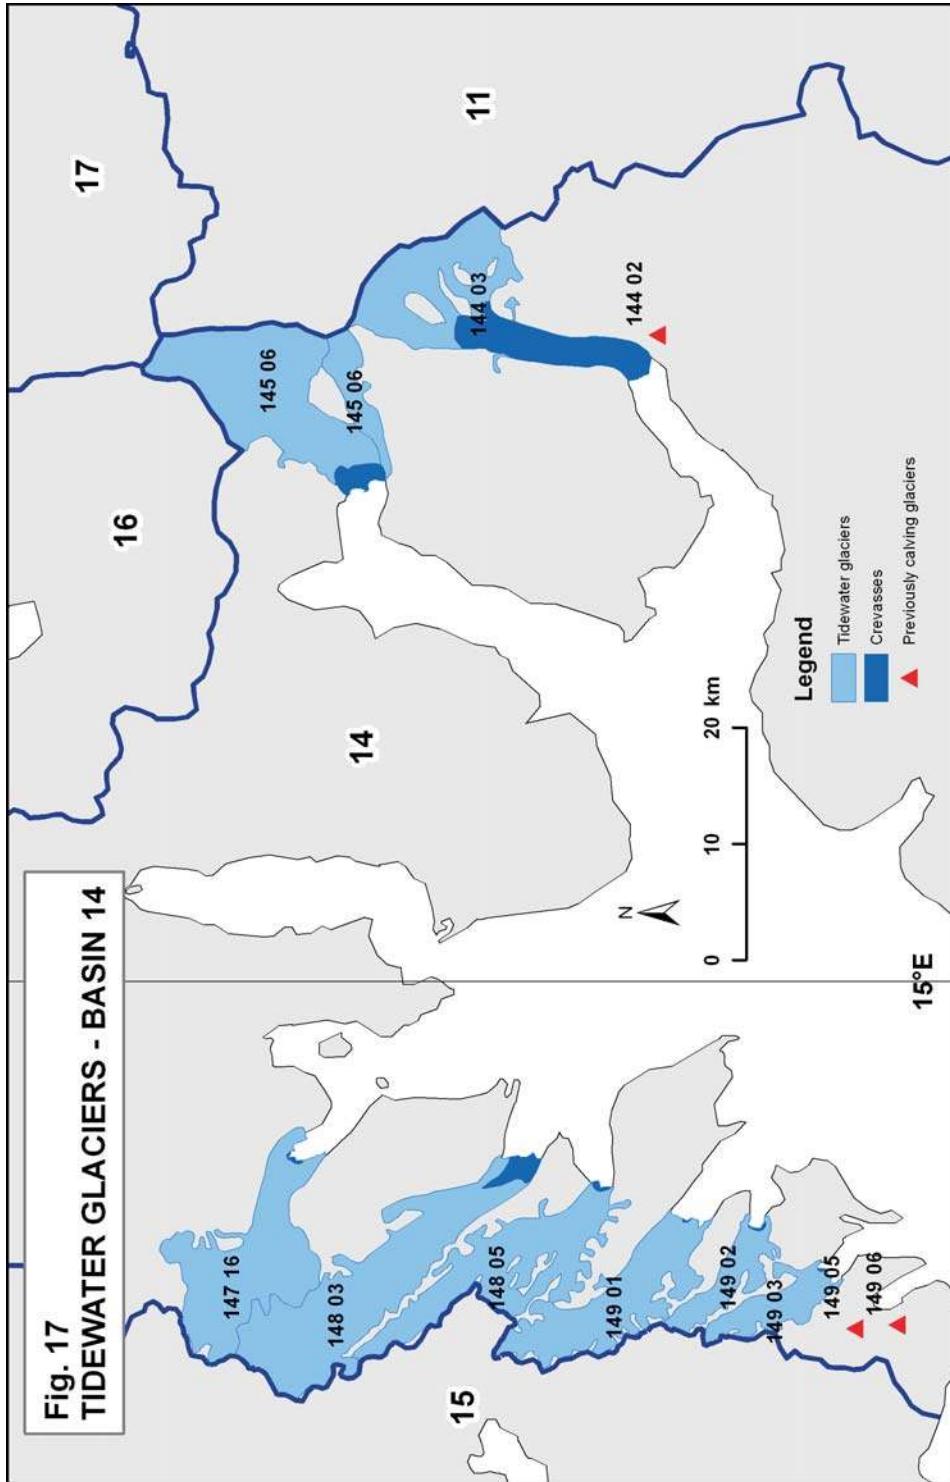 Fig. 17
TIDEWATER GLACIERS - BASIN 14
17
16
11
145 06
145 06
144 03
144 02
14
147 16
148 03
148 05
149 01
149 02
149 03
149 05
149 06
15
N
0 10 20 km
15°E
Legend
Tidewater glaciers
Crevasses
Previously calving glaciers